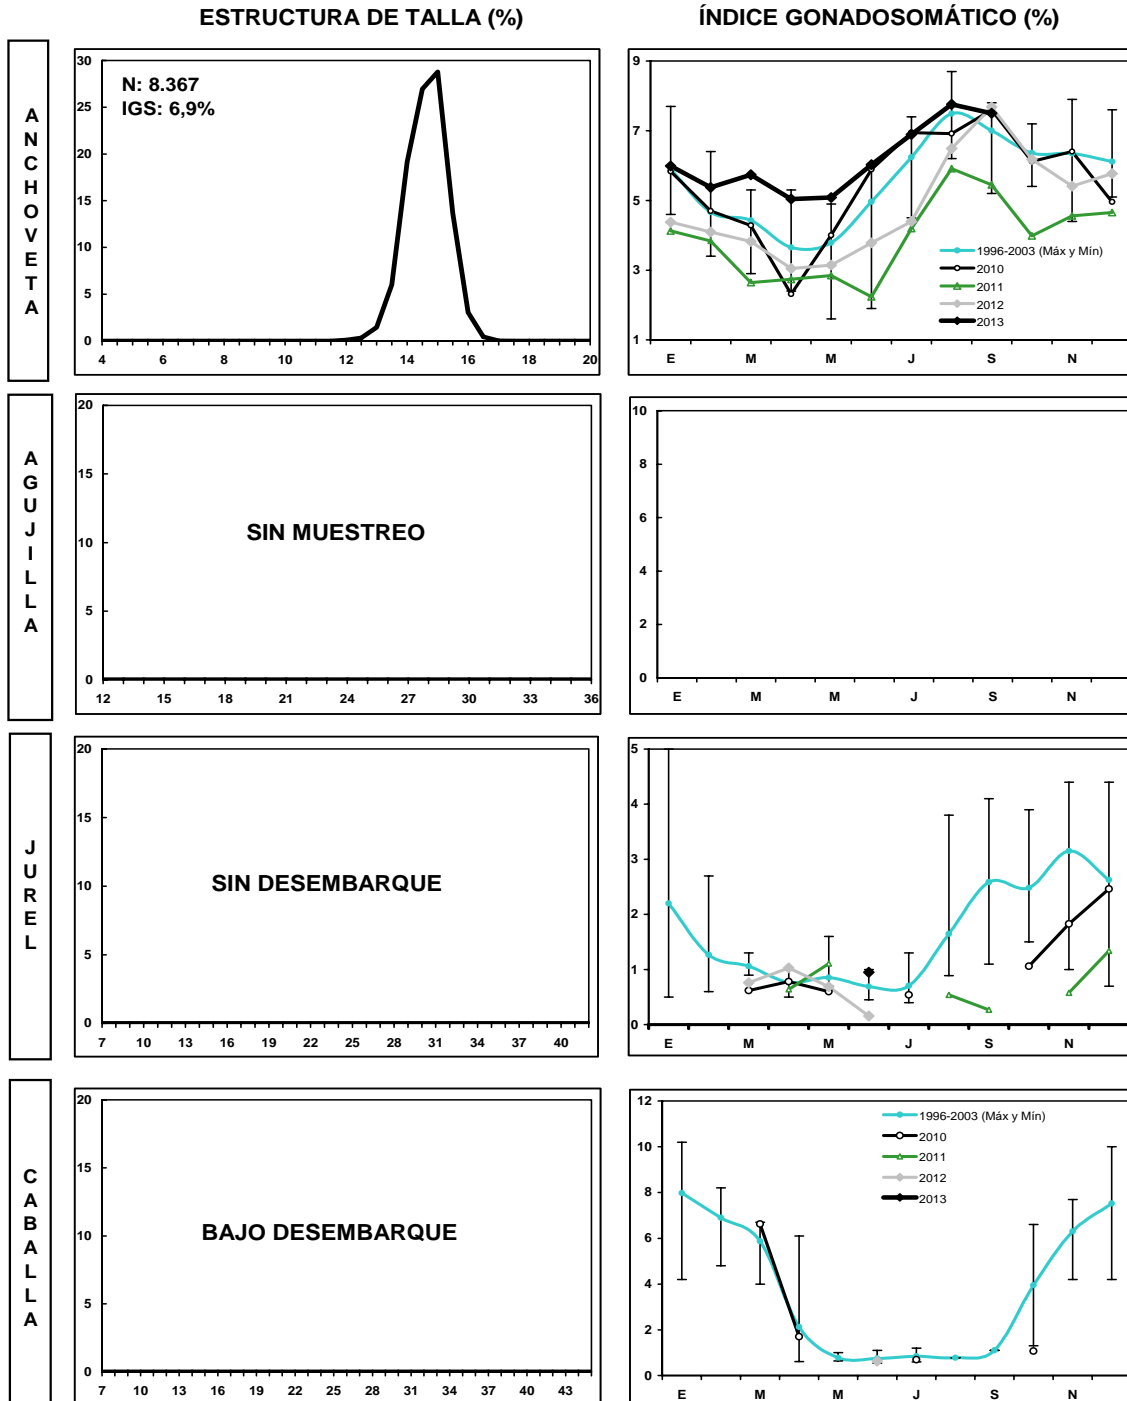 ESTRUCTURA DE TALLA (%)
ÍNDICE GONADOSOMÁTICO (%)
ANCHOVETA
30
25
20
15
10
5
0
N: 8.367
IGS: 6,9%
4 6 8 10 12 14 16 18 20
9
7
5
3
1
1996-2003 (Máx y Mín)
2010
2011
2012
2013
E M M J S N
AGUJILLA
20
15
10
5
0
SIN MUESTREO
12 15 18 21 24 27 30 33 36
10
8
6
4
2
0
E M M J S N
JUREL
20
15
10
5
0
SIN DESEMBARQUE
7 10 13 16 19 22 25 28 31 34 37 40
5
4
3
2
1
0
E M M J S N
CABALLA
20
15
10
5
0
BAJO DESEMBARQUE
7 10 13 16 19 22 25 28 31 34 37 40 43
12
10
8
6
4
2
0
1996-2003 (Máx y Mín)
2010
2011
2012
2013
E M M J S N